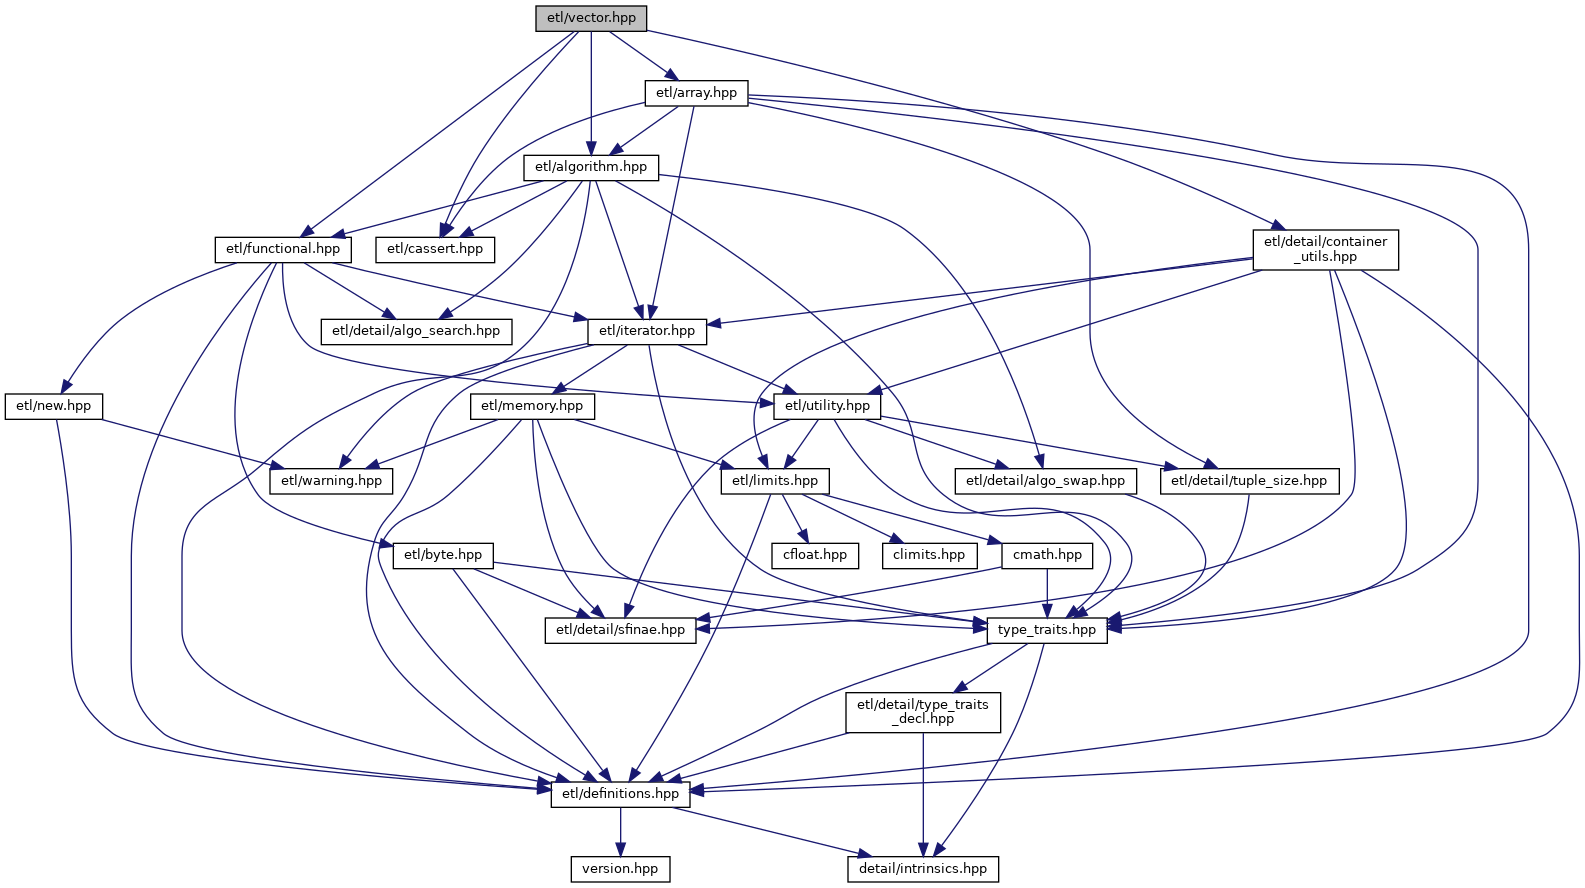 etl/vector.hpp
etl/array.hpp
etl/algorithm.hpp
etl/functional.hpp
etl/cassert.hpp
etl/detail/container
_utils.hpp
etl/detail/algo_search.hpp
etl/iterator.hpp
etl/new.hpp
etl/memory.hpp
etl/utility.hpp
etl/warning.hpp
etl/limits.hpp
etl/detail/algo_swap.hpp
etl/detail/tuple_size.hpp
etl/byte.hpp
cfloat.hpp
climits.hpp
cmath.hpp
etl/detail/sfinae.hpp
type_traits.hpp
etl/detail/type_traits
_decl.hpp
etl/definitions.hpp
version.hpp
detail/intrinsics.hpp